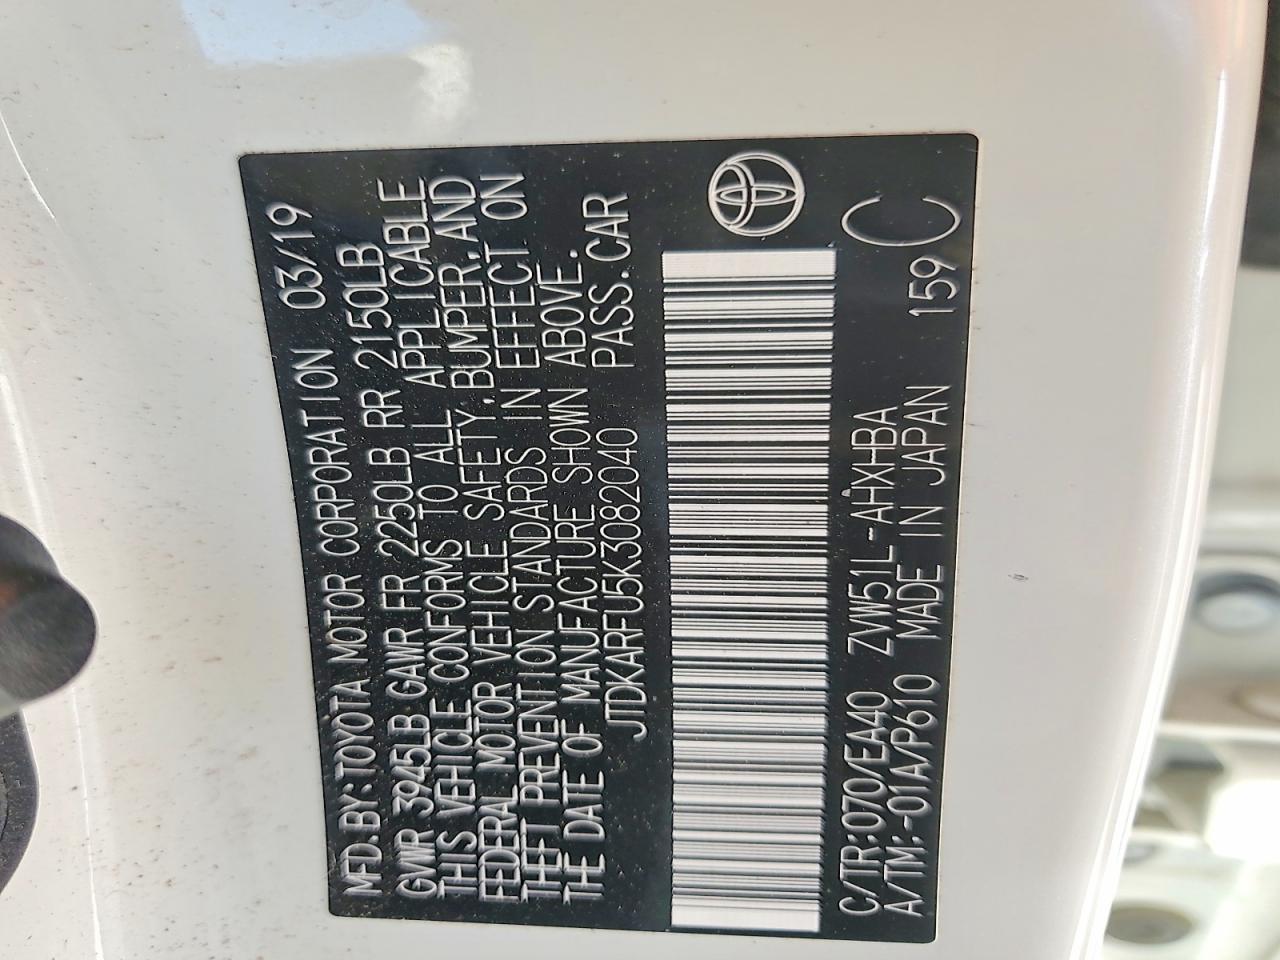 MFD. BY: TOYOTA MOTOR CORPORATION 03/19
GVWR 3945LB GAWR FR 2250LB RR 2150LB
THIS VEHICLE CONFORMS TO ALL APPLICABLE
FEDERAL MOTOR VEHICLE SAFETY, BUMPER, AND
THEFT PREVENTION STANDARDS IN EFFECT ON
THE DATE OF MANUFACTURE SHOWN ABOVE.
JTDKARFU5K3082040 PASS. CAR
C/TR: 070/EA40 ZVW51L-AHXHBA
A/TM: -01A/P610 MADE IN JAPAN 159 C